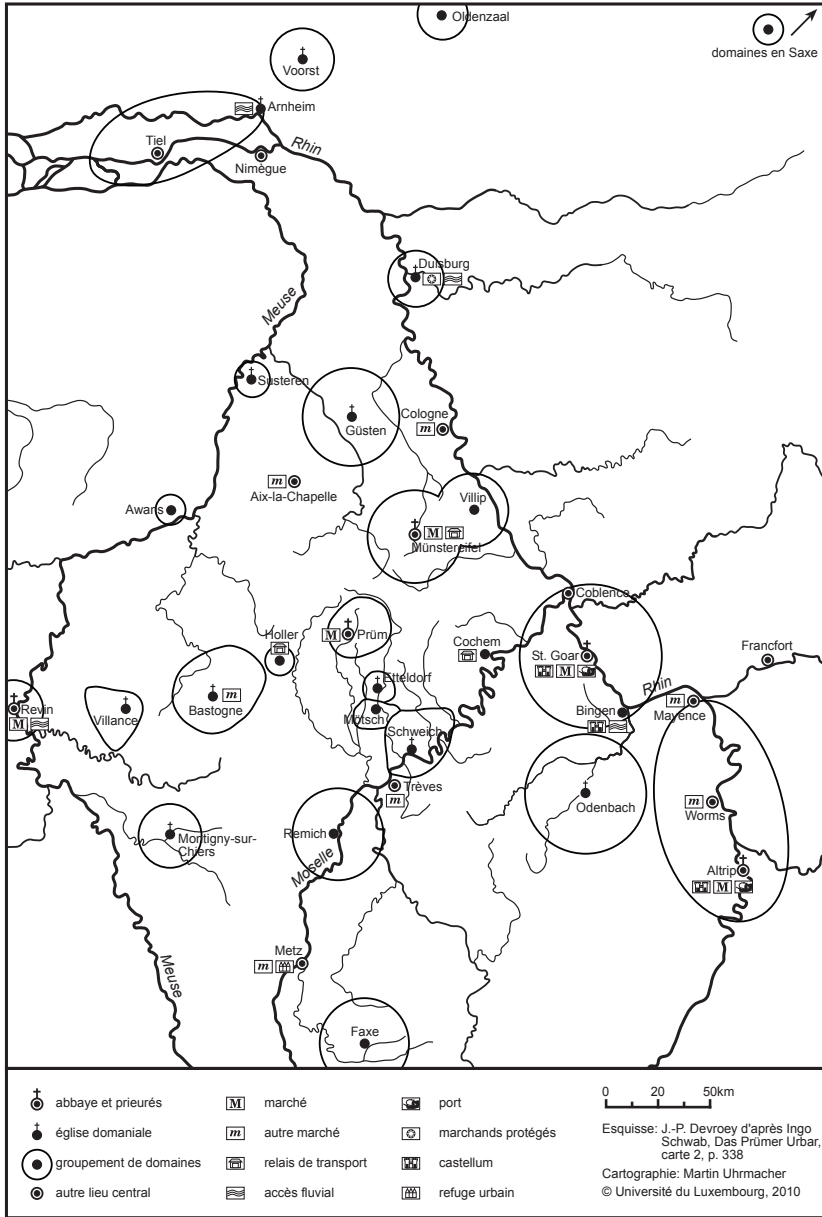 Oldenzaal
domaines en Saxe
Voorst
Arnheim
Tiel
Rhin
Nimègue
Duisburg
Meuse
Susteren
Cologne
m
Güsten
m
Aix-la-Chapelle
Awans
Villip
M
Münstereifel
Coblence
Holler
M
Prüm
Cochem
St. Goar
M
Francfort
Rhin
Etteldorf
Revin
M
Villance
Bastogne
m
Mötsch
Bingen
m
Mayence
Schweich
Trèves
m
Odenbach
m
Worms
Montigny-sur-
Chiers
Remich
Moselle
Altrip
M
Meuse
Metz
m
Faxe
abbaye et prieurés
M marché
port
église domaniale
m autre marché
marchands protégés
groupement de domaines
relais de transport
castellum
autre lieu central
accès fluvial
refuge urbain
0 20 50km
Esquisse: J.-P. Devroey d'après Ingo
Schwab, Das Prümer Urbar,
carte 2, p. 338
Cartographie: Martin Uhrmacher
© Université du Luxembourg, 2010